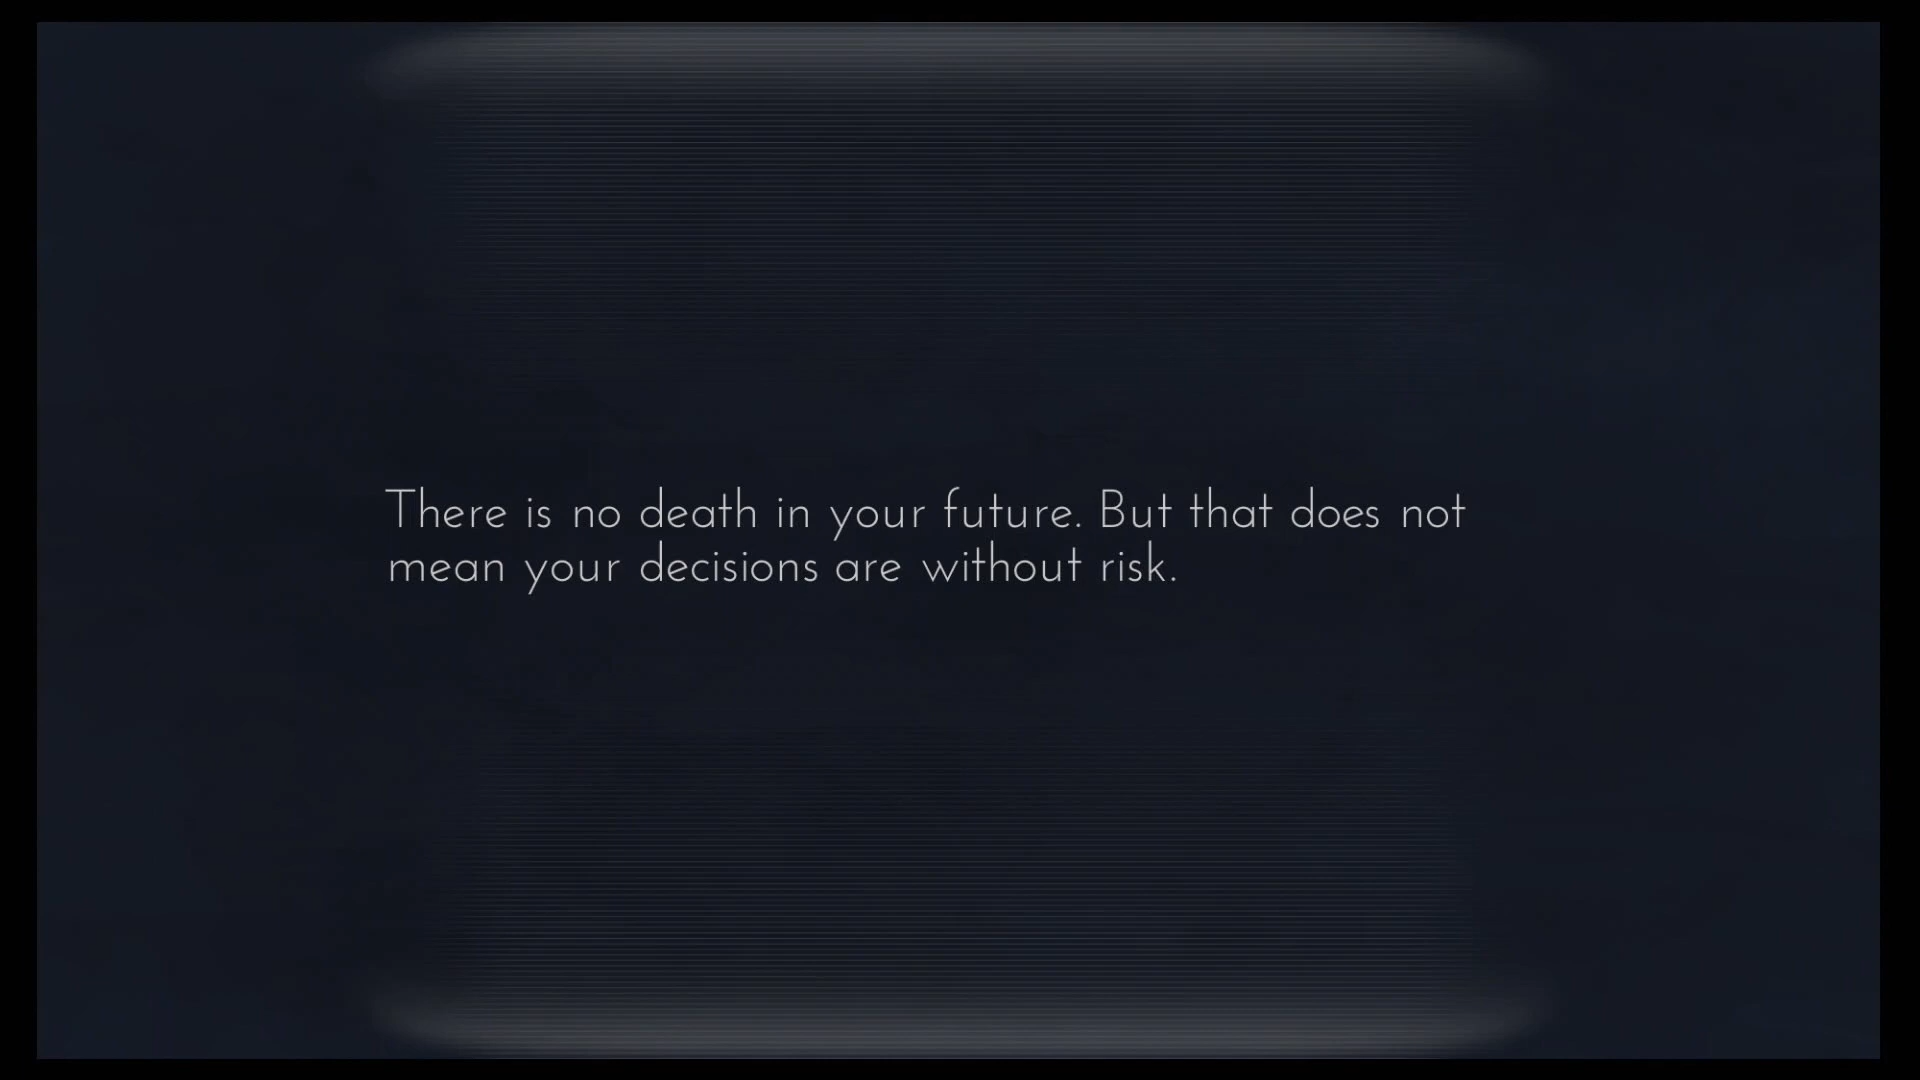 There is no death in your future. But that does not
mean your decisions are without risk.